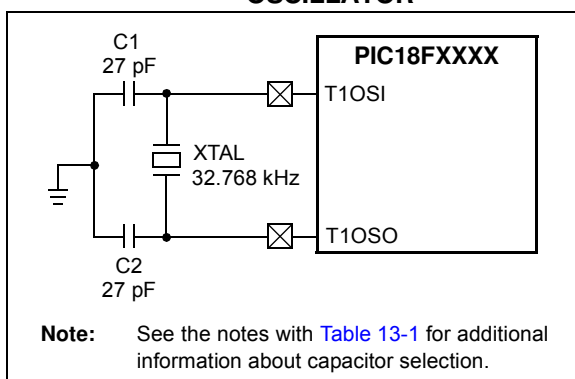 OSCILLATOR
C1
27 pF
PIC18FXXXX
T1OSI
XTAL
32.768 kHz
T1OSO
C2
27 pF
Note: See the notes with Table 13-1 for additional
information about capacitor selection.